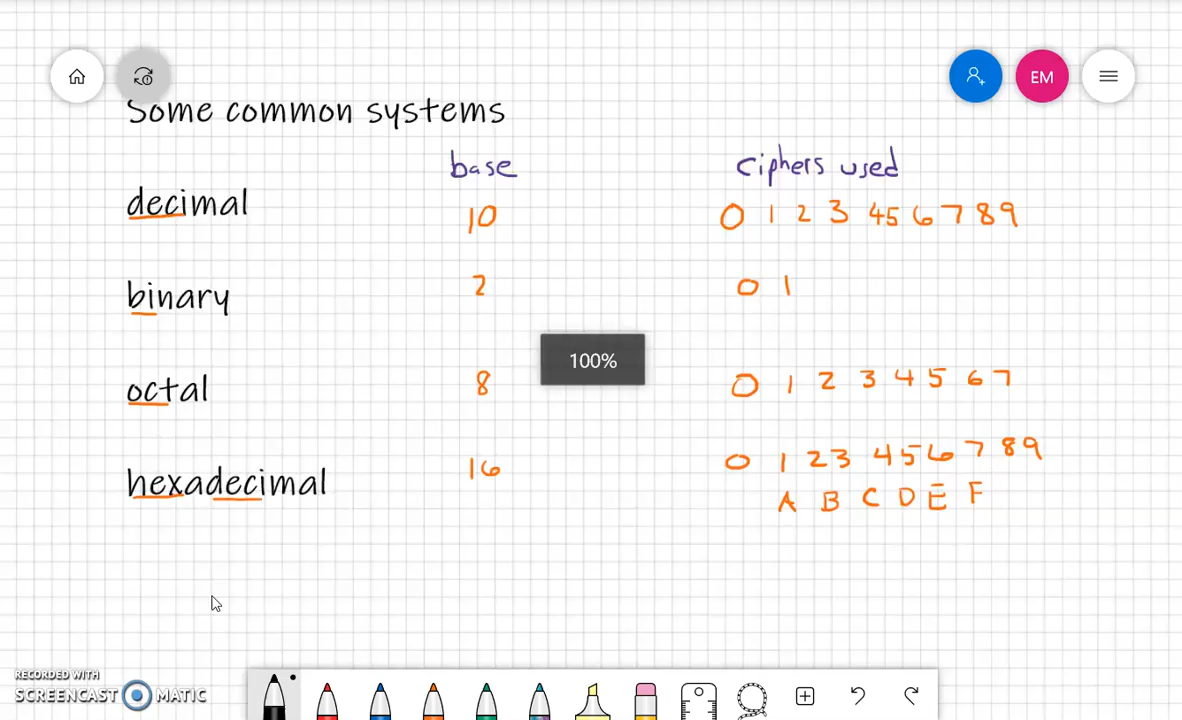 EM
Some common systems
base ciphers used
decimal 10 0 1 2 3 4 5 6 7 8 9
binary 2 0 1
100%
octal 8 0 1 2 3 4 5 6 7
hexadecimal 16 0 1 2 3 4 5 6 7 8 9
A B C D E F
RECORDED WITH
SCREENCAST MATIC